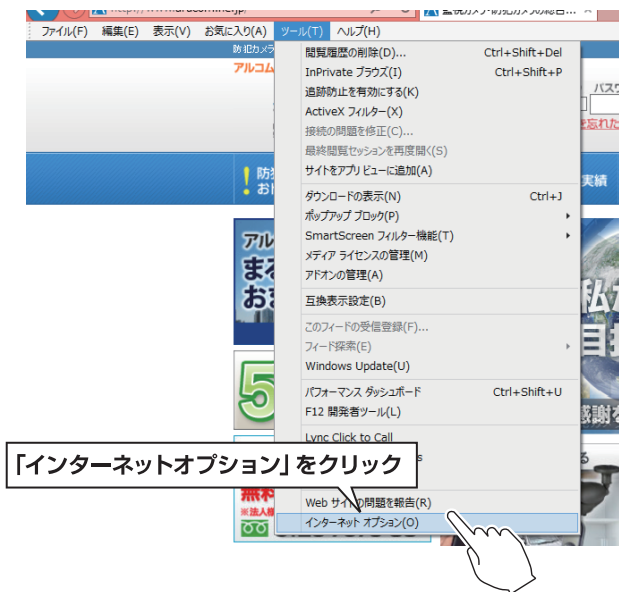 ファイル(F) 編集(E) 表示(V) お気に入り(A) ツール(T) ヘルプ(H)
防犯カメラ
アルコム
閲覧履歴の削除(D)... Ctrl+Shift+Del
InPrivate ブラウズ(I) Ctrl+Shift+P
追跡防止を有効にする(K)
ActiveX フィルター(X)
接続の問題を修正(C)...
最終閲覧セッションを再度開く(S)
サイトをアプリ ビューに追加(A)
ダウンロードの表示(N) Ctrl+J
ポップアップ ブロック(P)
SmartScreen フィルター機能(T)
メディア ライセンスの管理(M)
アドオンの管理(A)
互換表示設定(B)
このフィードの受信登録(F)...
フィード探索(E)
Windows Update(U)
パフォーマンス ダッシュボード Ctrl+Shift+U
F12 開発者ツール(L)
Lync Click to Call
「インターネットオプション」をクリック
Web サイトの問題を報告(R)
インターネット オプション(O)
実績
アル
まる
おま
5
無料
※法人様